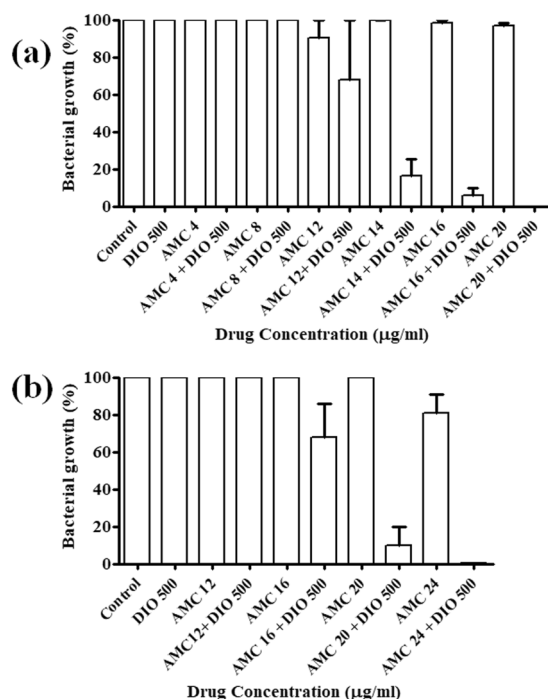 (a)
Bacterial growth (%)
100
80
60
40
20
0
Control
DIO 500
AMC 4
AMC 4 + DIO 500
AMC 8
AMC 8 + DIO 500
AMC 12
AMC 12+ DIO 500
AMC 14
AMC 14 + DIO 500
AMC 16
AMC 16 + DIO 500
AMC 20
AMC 20 + DIO 500
Drug Concentration (µg/ml)
(b)
Bacterial growth (%)
100
80
60
40
20
0
Control
DIO 500
AMC 12
AMC12+ DIO 500
AMC 16
AMC 16 + DIO 500
AMC 20
AMC 20 + DIO 500
AMC 24
AMC 24 + DIO 500
Drug Concentration (µg/ml)